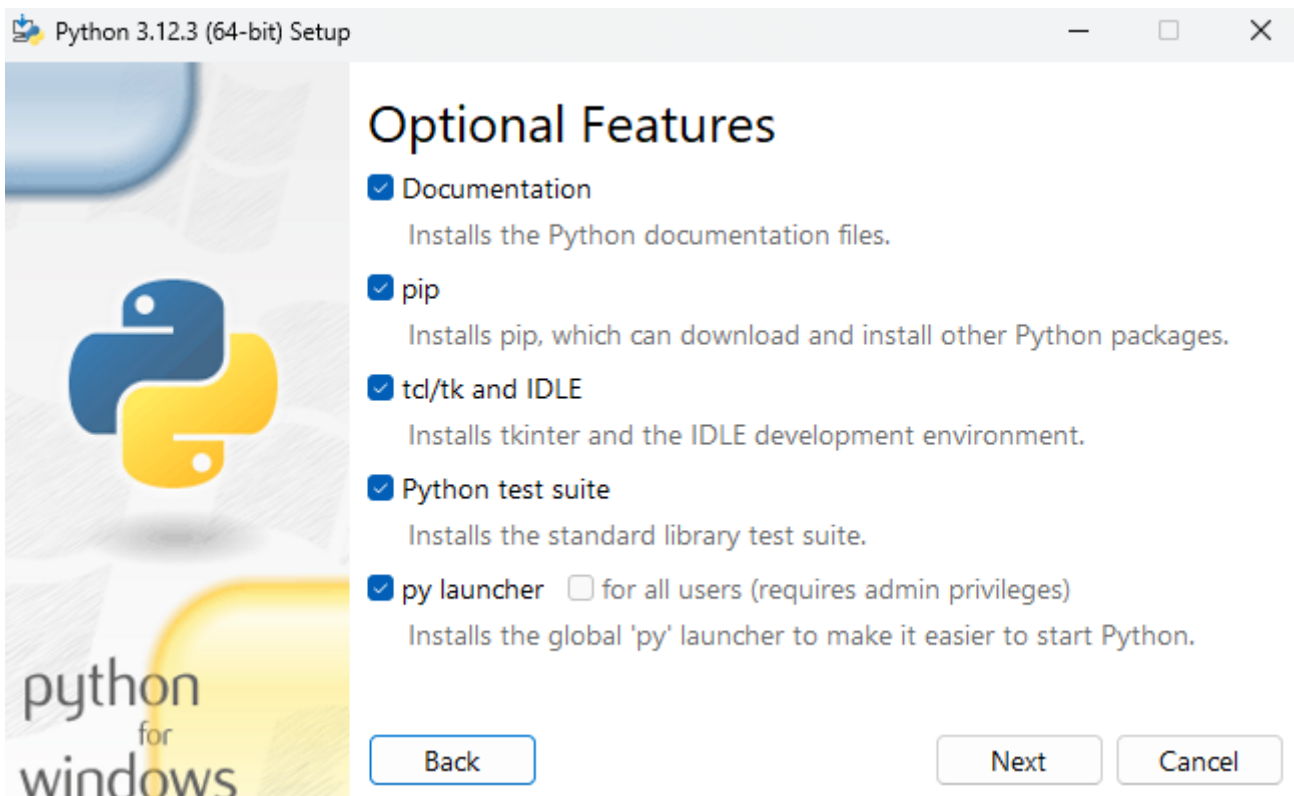 Python 3.12.3 (64-bit) Setup
Optional Features
Documentation
Installs the Python documentation files.
pip
Installs pip, which can download and install other Python packages.
tcl/tk and IDLE
Installs tkinter and the IDLE development environment.
Python test suite
Installs the standard library test suite.
py launcher for all users (requires admin privileges)
Installs the global 'py' launcher to make it easier to start Python.
python
for
windows
Back Next Cancel